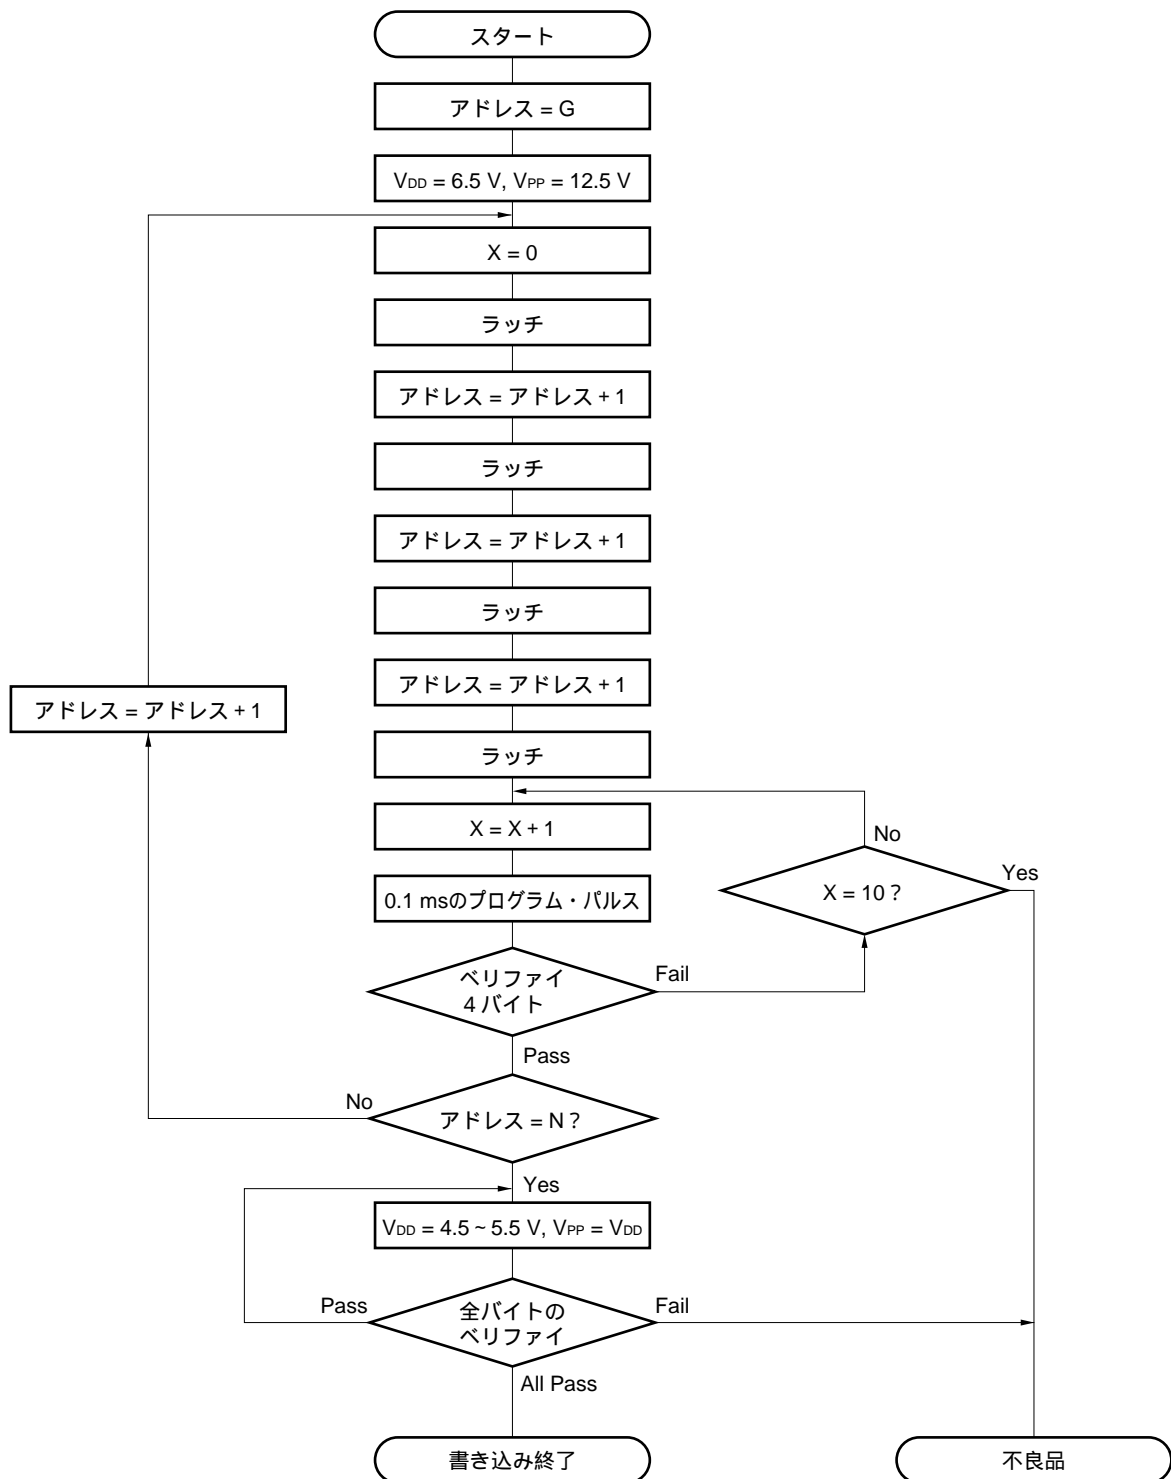 スタート
アドレス = G
VDD = 6.5 V, VPP = 12.5 V
X = 0
ラッチ
アドレス = アドレス + 1
ラッチ
アドレス = アドレス + 1
ラッチ
アドレス = アドレス + 1
アドレス = アドレス + 1
ラッチ
X = X + 1
No
X = 10 ?
Yes
0.1 msのプログラム・パルス
ベリファイ
4 バイト
Fail
Pass
No
アドレス = N ?
Yes
VDD = 4.5 ~ 5.5 V, VPP = VDD
Pass
全バイトの
ベリファイ
Fail
All Pass
書き込み終了
不良品